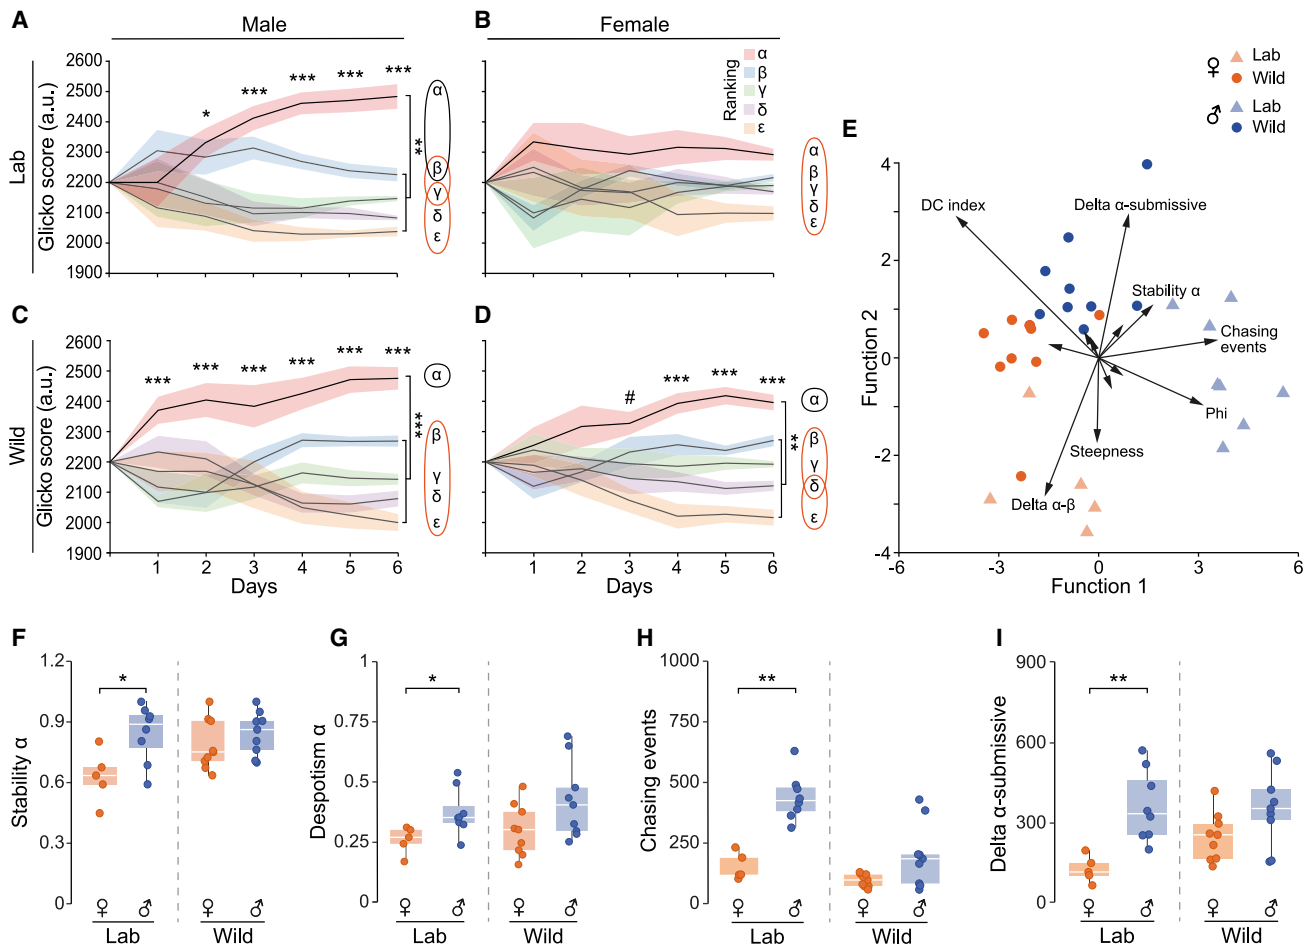 A
Male
B
Female
Lab
Glicko score (a.u.)
2600
2500
2400
2300
2200
2100
2000
1900
*
***
***
***
***
**
α
β
γ
δ
ε
Ranking
α
β
γ
δ
ε
α
β
γ
δ
ε
C
D
Wild
Glicko score (a.u.)
2600
2500
2400
2300
2200
2100
2000
1900
***
***
***
***
***
***
***
α
β
γ
δ
ε
#
***
***
***
**
α
β
γ
δ
ε
1 2 3 4 5 6
Days
1 2 3 4 5 6
Days
E
♀ Lab
Wild
♂ Lab
Wild
Function 2
4
2
0
-2
-4
DC index
Delta α-submissive
Stability α
Chasing
events
Phi
Steepness
Delta α-β
-6 -3 0 3 6
Function 1
F
Stability α
1.2
0.9
0.6
0.3
0
*
♀ ♂ ♀ ♂
Lab Wild
G
Despotism α
1
0.75
0.5
0.25
0
*
♀ ♂ ♀ ♂
Lab Wild
H
Chasing events
1000
750
500
250
0
**
♀ ♂ ♀ ♂
Lab Wild
I
Delta α-submissive
900
600
300
0
**
♀ ♂ ♀ ♂
Lab Wild